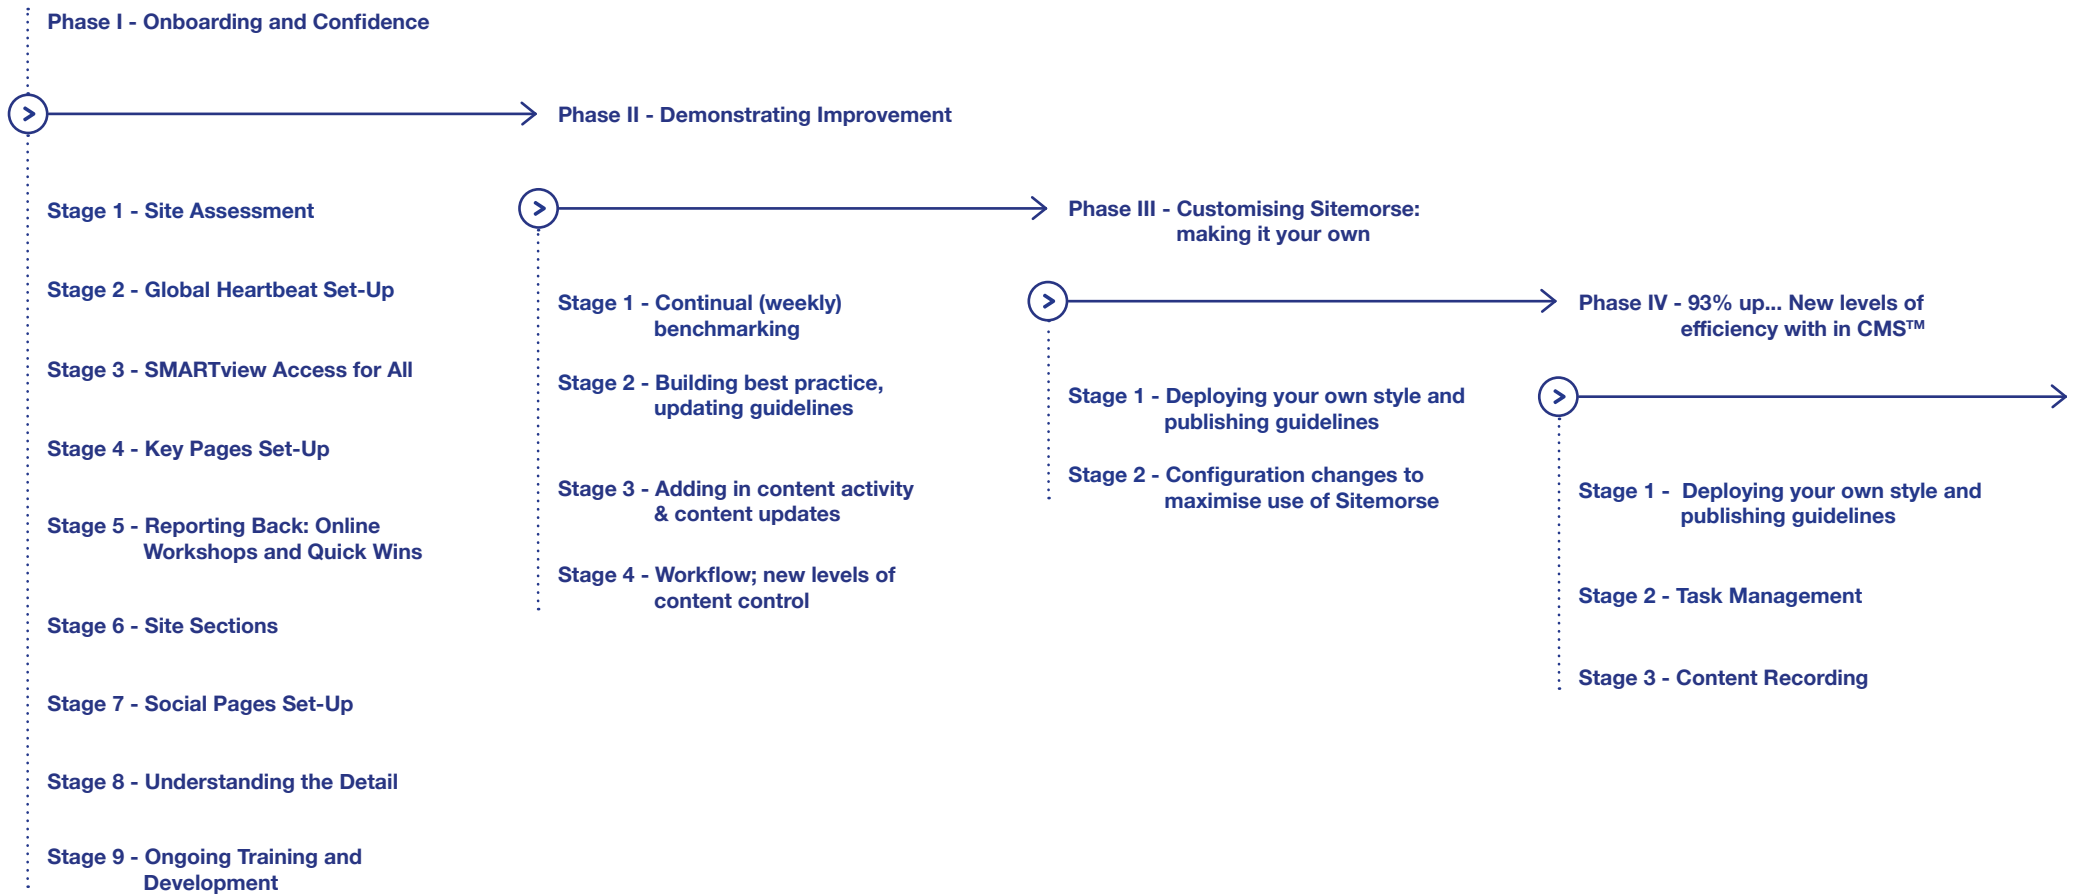 Phase I - Onboarding and Confidence
Phase II - Demonstrating Improvement
Stage 1 - Site Assessment
Stage 2 - Global Heartbeat Set-Up
Stage 3 - SMARTview Access for All
Stage 4 - Key Pages Set-Up
Stage 5 - Reporting Back: Online
Workshops and Quick Wins
Stage 6 - Site Sections
Stage 7 - Social Pages Set-Up
Stage 8 - Understanding the Detail
Stage 9 - Ongoing Training and
Development
Stage 1 - Continual (weekly)
benchmarking
Stage 2 - Building best practice,
updating guidelines
Stage 3 - Adding in content activity
& content updates
Stage 4 - Workflow; new levels of
content control
Phase III - Customising Sitemorse:
making it your own
Stage 1 - Deploying your own style and
publishing guidelines
Stage 2 - Configuration changes to
maximise use of Sitemorse
Phase IV - 93% up... New levels of
efficiency with in CMS™
Stage 1 - Deploying your own style and
publishing guidelines
Stage 2 - Task Management
Stage 3 - Content Recording